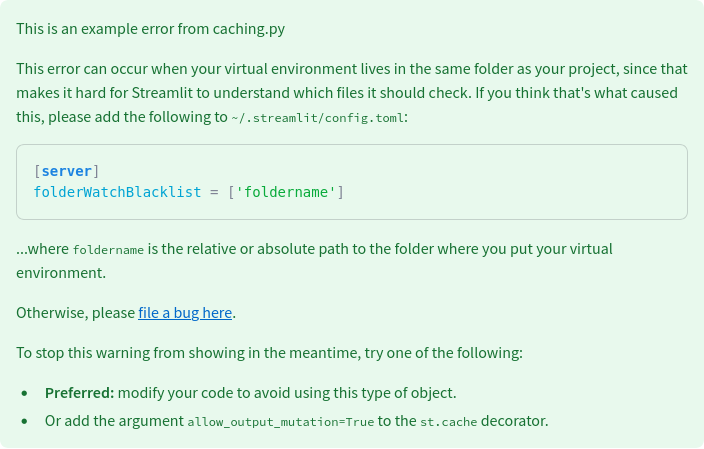 This is an example error from caching.py
This error can occur when your virtual environment lives in the same folder as your project, since that
makes it hard for Streamlit to understand which files it should check. If you think that's what caused
this, please add the following to ~/.streamlit/config.toml:
[server]
folderWatchBlacklist = ['foldername']
...where foldername is the relative or absolute path to the folder where you put your virtual
environment.
Otherwise, please file a bug here.
To stop this warning from showing in the meantime, try one of the following:
• Preferred: modify your code to avoid using this type of object.
• Or add the argument allow_output_mutation=True to the st.cache decorator.